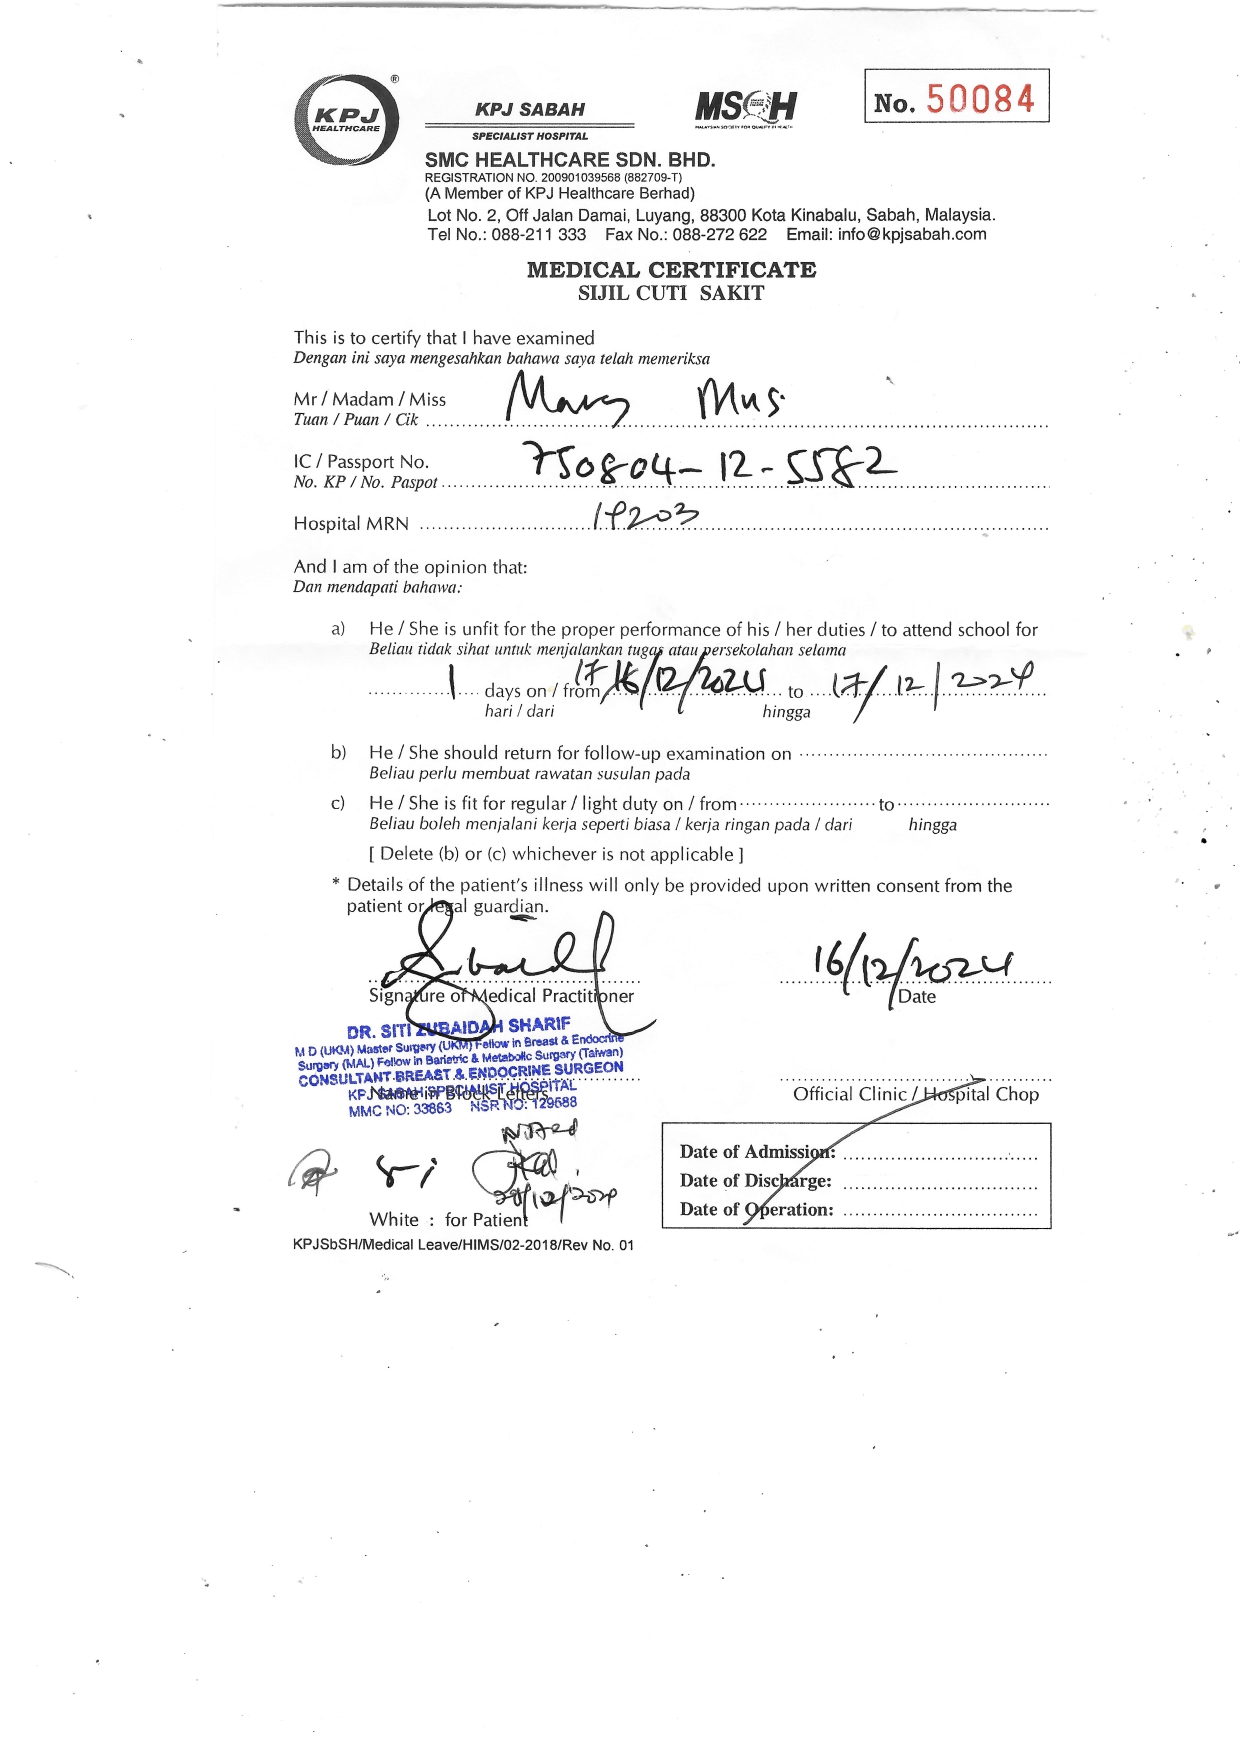 KPJ
HEALTHCARE
®
KPJ SABAH
SPECIALIST HOSPITAL
MSQH
MALAYSIAN SOCIETY FOR QUALITY IN HEALTH
No. 50084
SMC HEALTHCARE SDN. BHD.
REGISTRATION NO. 200901039568 (882709-T)
(A Member of KPJ Healthcare Berhad)
Lot No. 2, Off Jalan Damai, Luyang, 88300 Kota Kinabalu, Sabah, Malaysia.
Tel No.: 088-211 333 Fax No.: 088-272 622 Email: info@kpjsabah.com
MEDICAL CERTIFICATE
SIJIL CUTI SAKIT
This is to certify that I have examined
Dengan ini saya mengesahkan bahawa saya telah memeriksa
Mr / Madam / Miss Mary Mus
Tuan / Puan / Cik
IC / Passport No. 750804-12-5582
No. KP / No. Paspot
Hospital MRN 19203
And I am of the opinion that:
Dan mendapati bahawa:
a) He / She is unfit for the proper performance of his / her duties / to attend school for
Beliau tidak sihat untuk menjalankan tugas atau persekolahan selama
1 days on / from 17 16/12/2024 to 17/12/2024
hari / dari hingga
b) He / She should return for follow-up examination on
Beliau perlu membuat rawatan susulan pada
c) He / She is fit for regular / light duty on / from to
Beliau boleh menjalani kerja seperti biasa / kerja ringan pada / dari hingga
[ Delete (b) or (c) whichever is not applicable ]
* Details of the patient's illness will only be provided upon written consent from the
patient or legal guardian.
16/12/2024
Signature of Medical Practitioner Date
DR. SITI ZUBAIDAH SHARIF
M D (UKM) Master Surgery (UKM) Fellow in Breast & Endocrine
Surgery (MAL) Fellow in Bariatric & Metabolic Surgery (Taiwan)
CONSULTANT BREAST & ENDOCRINE SURGEON
KPJ SABAH SPECIALIST HOSPITAL
Name in Block Letters Official Clinic / Hospital Chop
MMC NO: 33863 NSR NO: 129588
Noted
Date of Admission:
Date of Discharge:
Date of Operation:
White : for Patient
KPJSbSH/Medical Leave/HIMS/02-2018/Rev No. 01